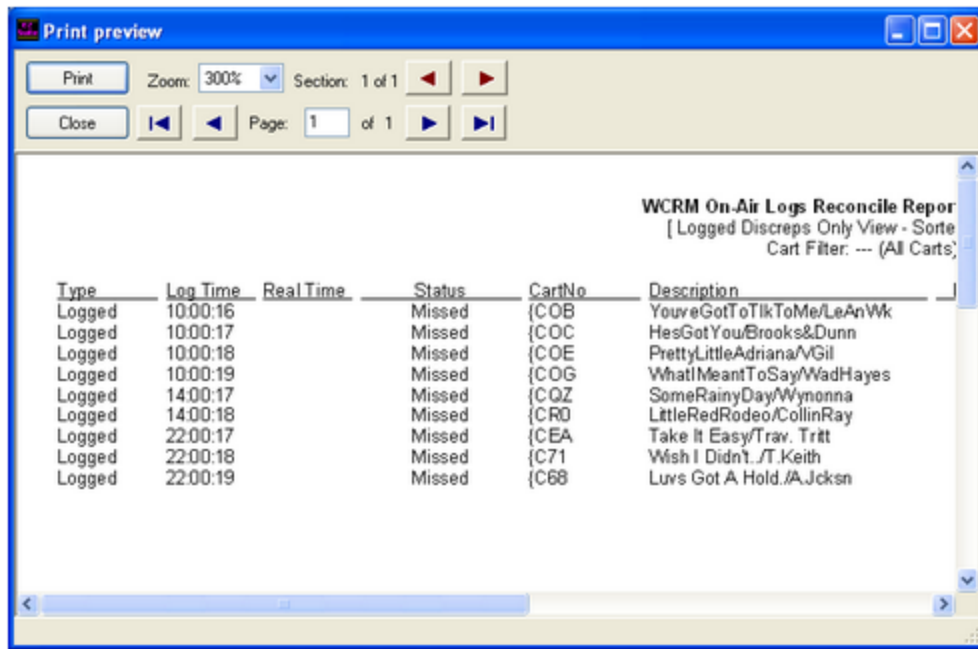 Print preview
Print Zoom: 300% Section: 1 of 1
Close Page: 1 of 1
WCRM On-Air Logs Reconcile Repor
[ Logged Discreps Only View - Sorte
Cart Filter: --- (All Carts)
Type Log Time Real Time Status CartNo Description
Logged 10:00:16 Missed {COB YouveGotToTlkToMe/LeAnWk
Logged 10:00:17 Missed {COC HesGotYou/Brooks&Dunn
Logged 10:00:18 Missed {COE PrettyLittleAdriana/VGil
Logged 10:00:19 Missed {COG WhatIMeantToSay/WadHayes
Logged 14:00:17 Missed {CQZ SomeRainyDay/Wynonna
Logged 14:00:18 Missed {CR0 LittleRedRodeo/CollinRay
Logged 22:00:17 Missed {CEA Take It Easy/Trav. Tritt
Logged 22:00:18 Missed {C71 Wish I Didn't../T.Keith
Logged 22:00:19 Missed {C68 Luvs Got A Hold./AJcksn